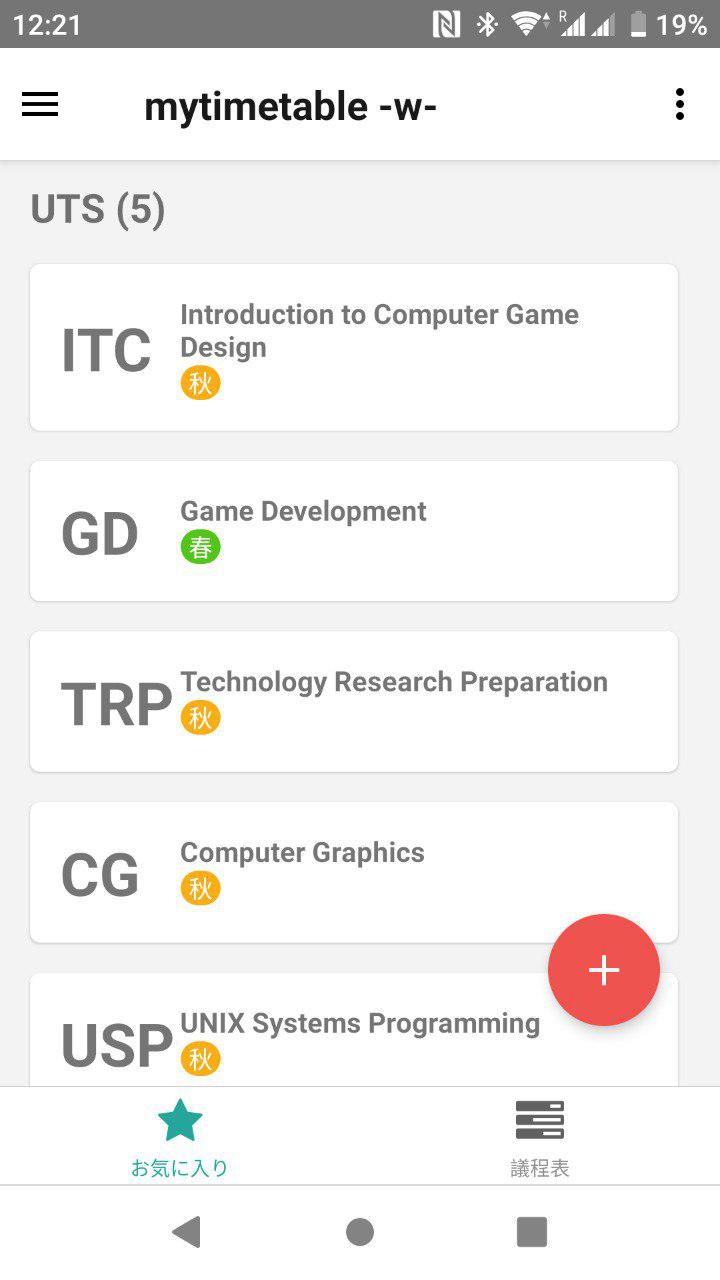 12:21
R
19%
mytimetable -w-
UTS (5)
ITC
Introduction to Computer Game
Design
秋
GD
Game Development
春
TRP
Technology Research Preparation
秋
CG
Computer Graphics
秋
USP
UNIX Systems Programming
秋
お気に入り
議程表